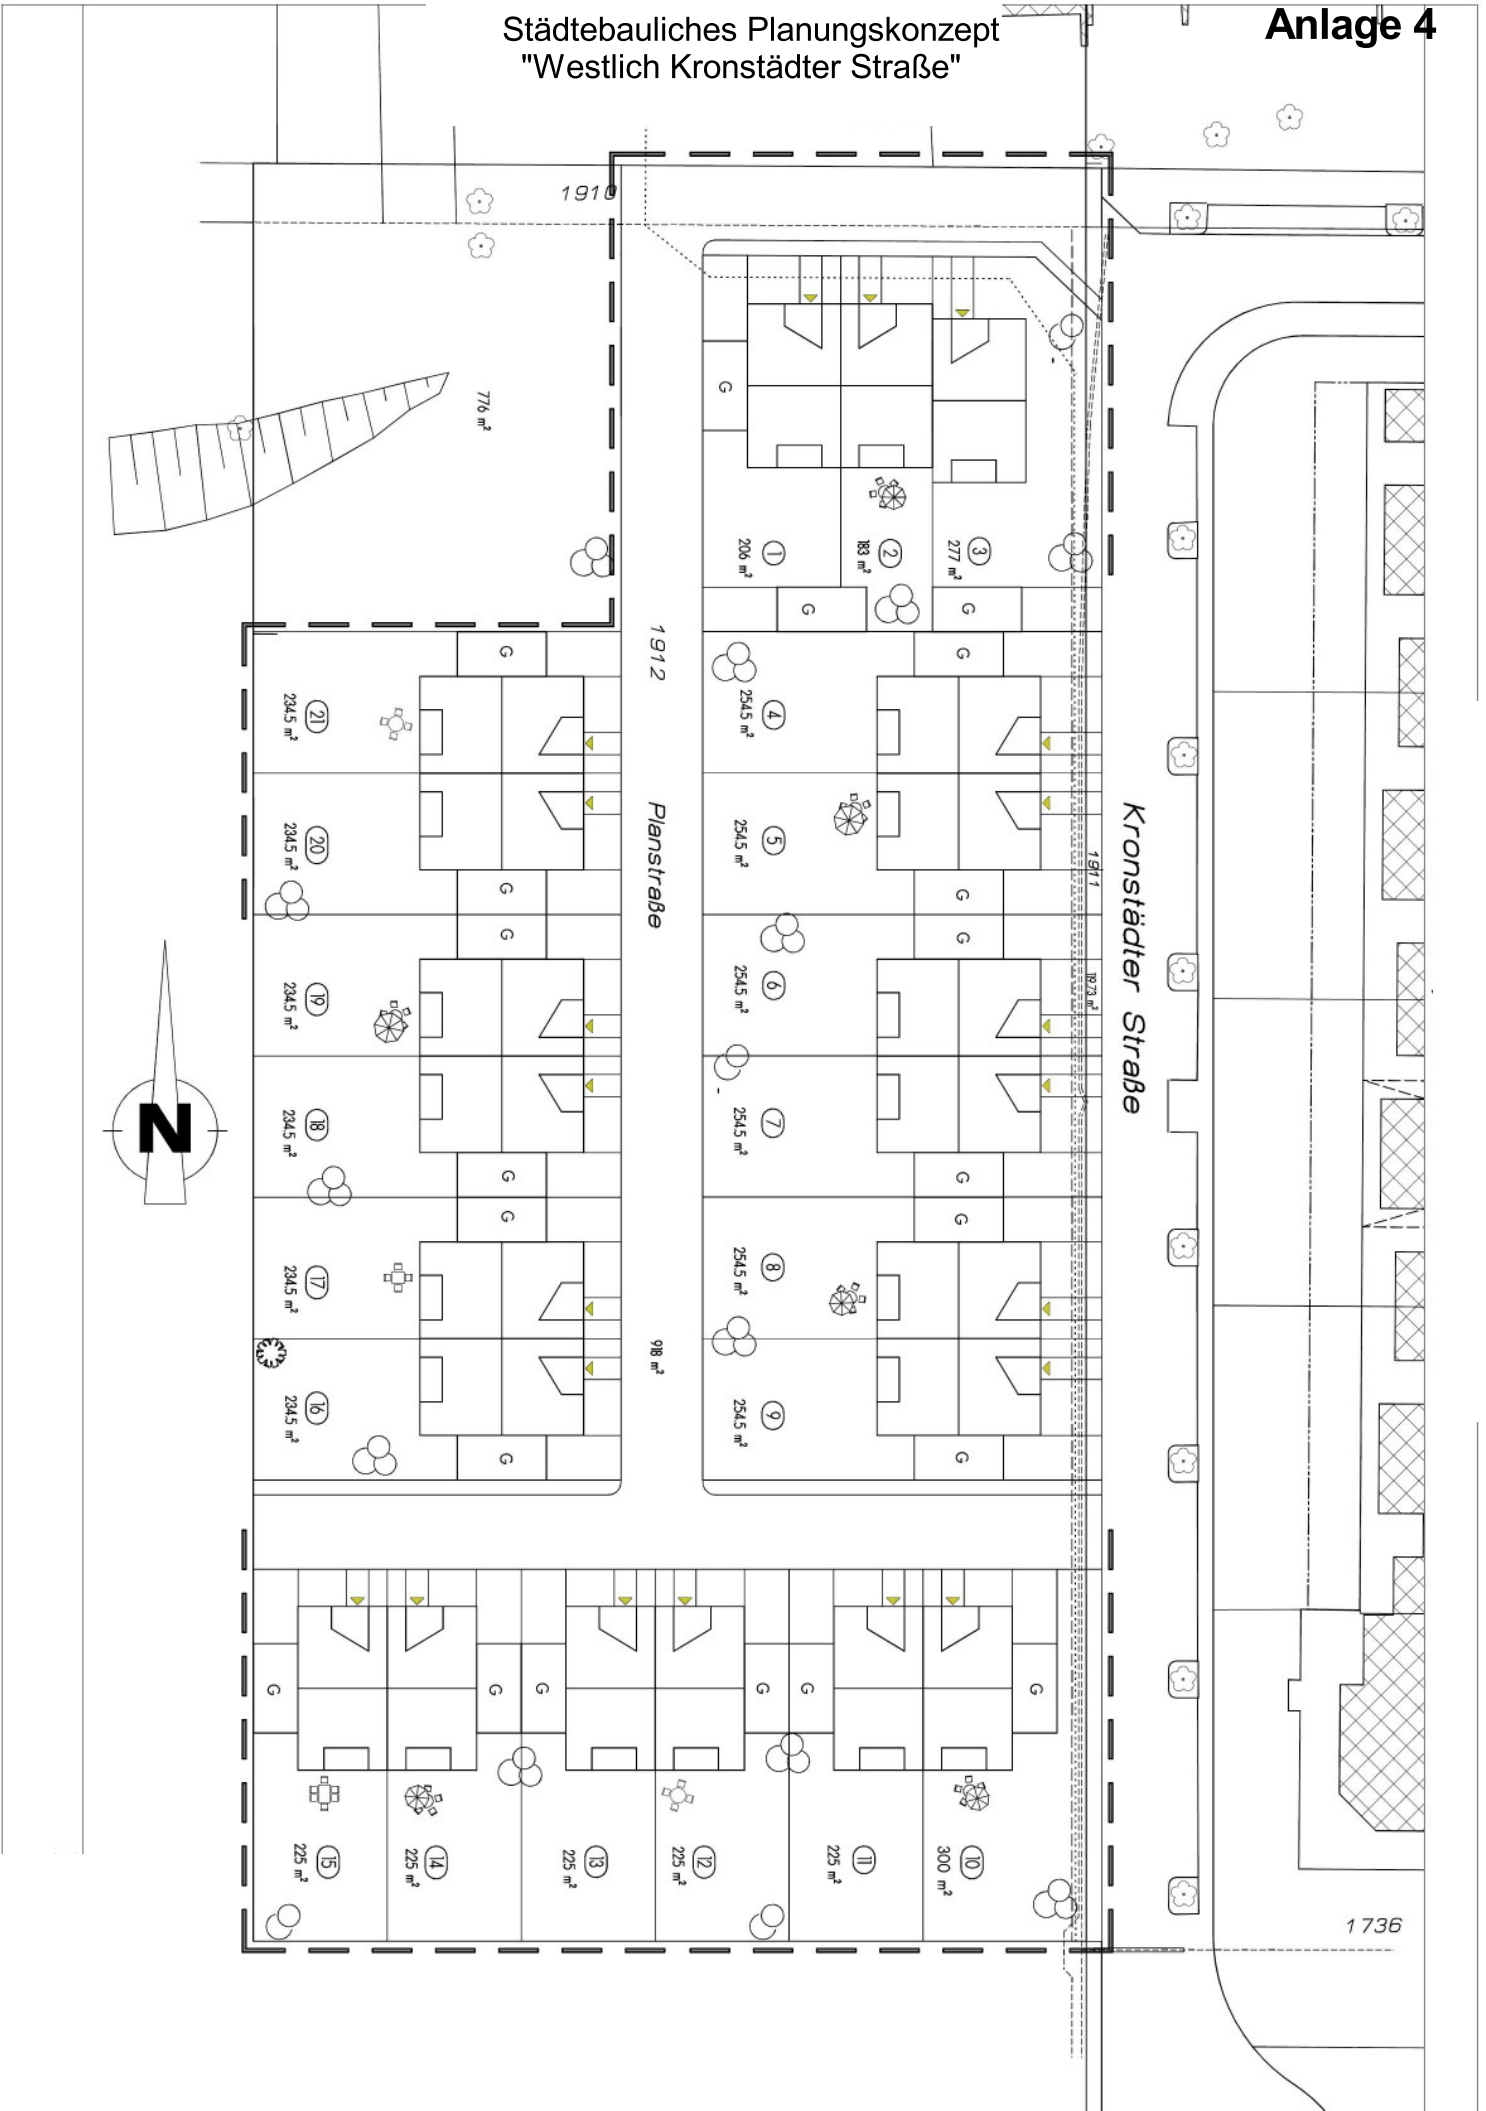 Städtebauliches Planungskonzept
"Westlich Kronstädter Straße"
Anlage 4
1910
776 m²
G
1
206 m²
2
183 m²
3
277 m²
G
G
1912
G
G
21
234.5 m²
4
254.5 m²
20
234.5 m²
Planstraße
5
254.5 m²
1911
Kronstädter Straße
G
G
G
G
19
234.5 m²
6
254.5 m²
1973 m²
N
18
234.5 m²
7
254.5 m²
G
G
G
G
17
234.5 m²
8
254.5 m²
918 m²
16
234.5 m²
9
254.5 m²
G
G
G
G
G
G
G
G
15
225 m²
14
225 m²
13
225 m²
12
225 m²
11
225 m²
10
300 m²
1736